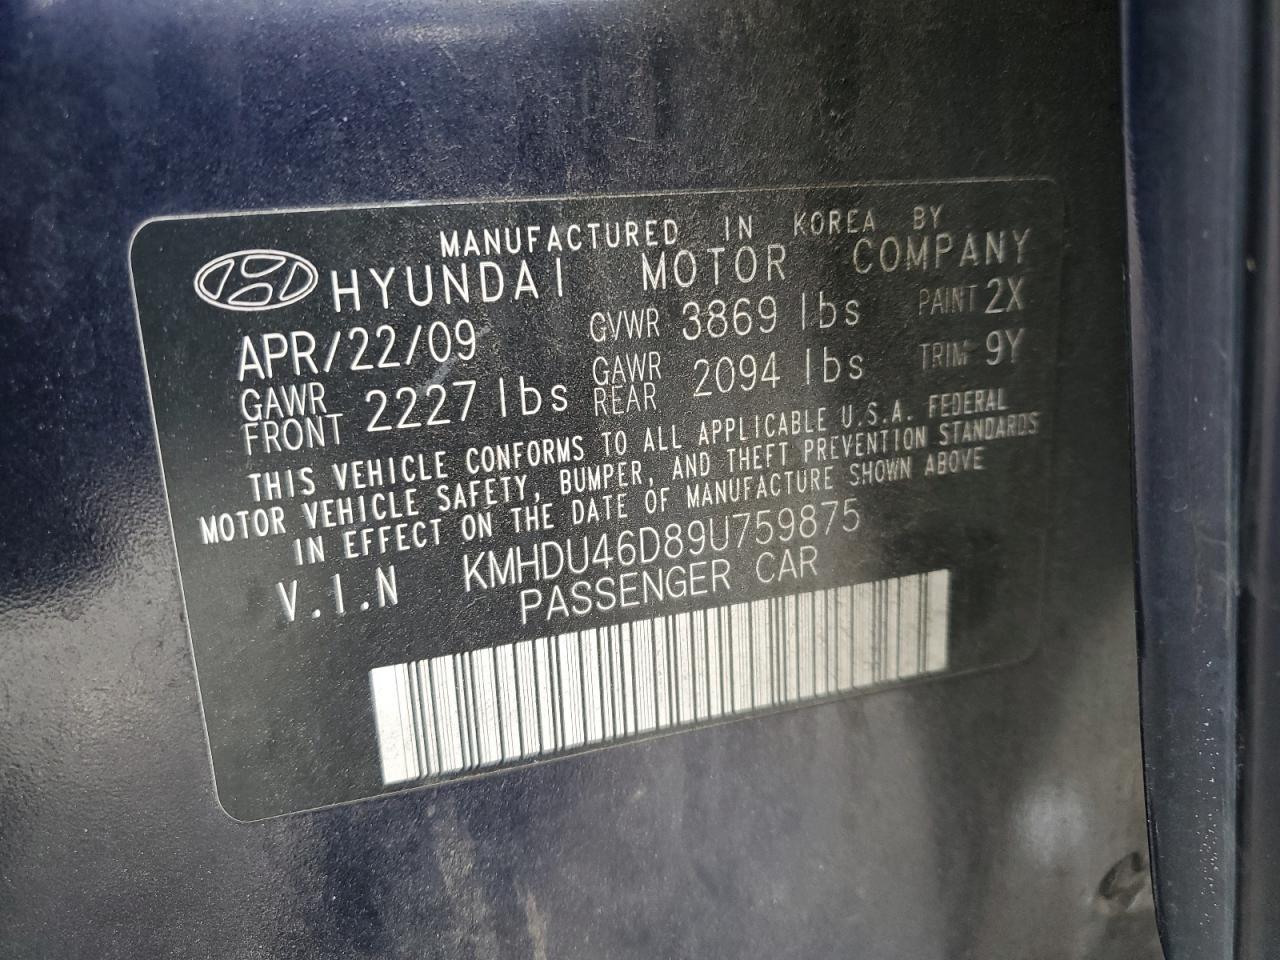 MANUFACTURED IN KOREA BY
HYUNDAI MOTOR COMPANY
APR/22/09 GVWR 3869 lbs PAINT 2X
GAWR FRONT 2227 lbs GAWR REAR 2094 lbs TRIM 9Y
THIS VEHICLE CONFORMS TO ALL APPLICABLE U.S.A. FEDERAL
MOTOR VEHICLE SAFETY, BUMPER, AND THEFT PREVENTION STANDARDS
IN EFFECT ON THE DATE OF MANUFACTURE SHOWN ABOVE
V.I.N KMHDU46D89U759875
PASSENGER CAR